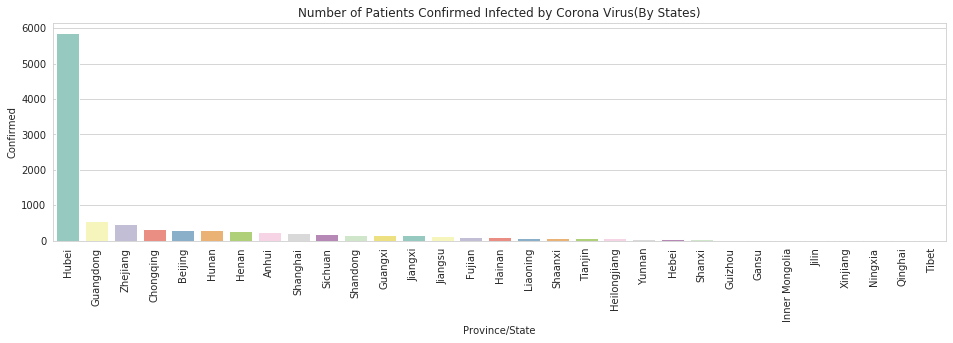 Number of Patients Confirmed Infected by Corona Virus(By States)
6000
5000
4000
3000
2000
1000
0
Confirmed
Hubei
Guangdong
Zhejiang
Chongqing
Beijing
Hunan
Henan
Anhui
Shanghai
Sichuan
Shandong
Guangxi
Jiangxi
Jiangsu
Fujian
Hainan
Liaoning
Shaanxi
Tianjin
Heilongjiang
Yunnan
Hebei
Shanxi
Guizhou
Gansu
Inner Mongolia
Jilin
Xinjiang
Ningxia
Qinghai
Tibet
Province/State